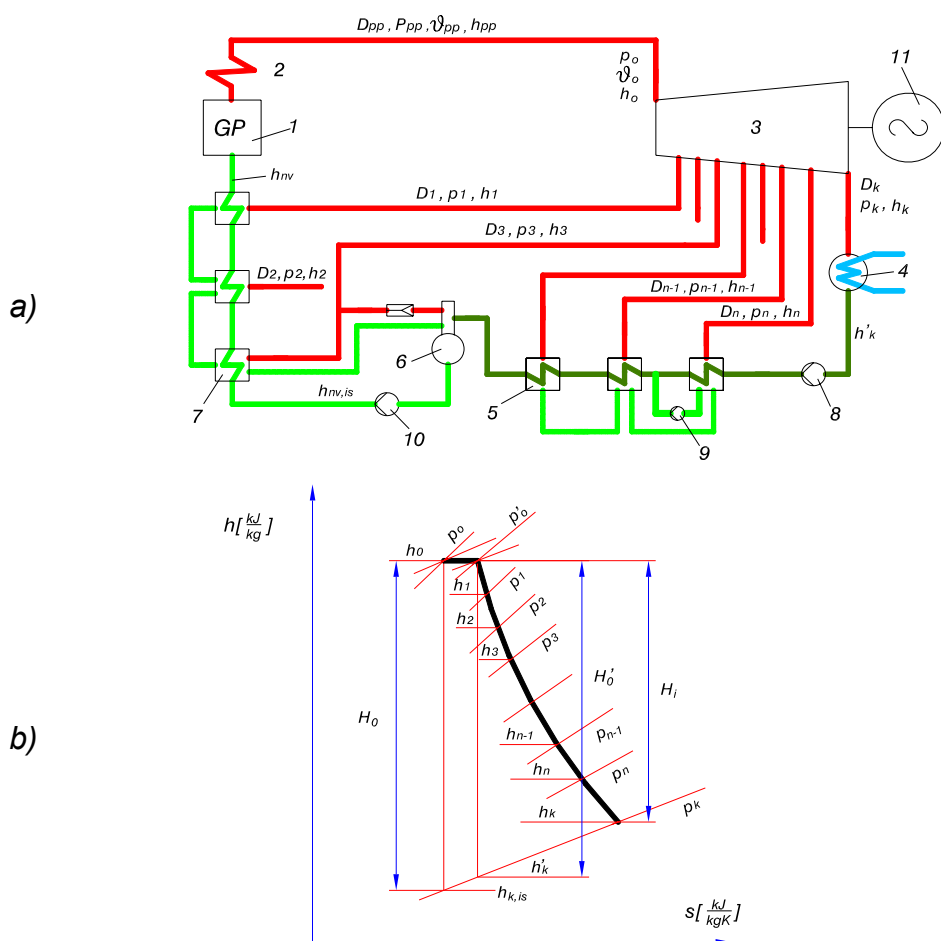 a)
Dpp, Ppp, ϑpp, hpp
2
GP
1
hnv
po
ϑo
ho
3
11
D1, p1, h1
Dk
pk, hk
D3, p3, h3
D2, p2, h2
4
Dn-1, pn-1, hn-1
Dn, pn, hn
h'k
6
7
hnv,is
10
5
9
8
b)
h[kJ/kg]
po
p'o
h0
h1
p1
h2
p2
h3
p3
H0
H0'
Hi
hn-1
pn-1
hn
pn
hk
pk
h'k
hk,is
s[kJ/kgK]